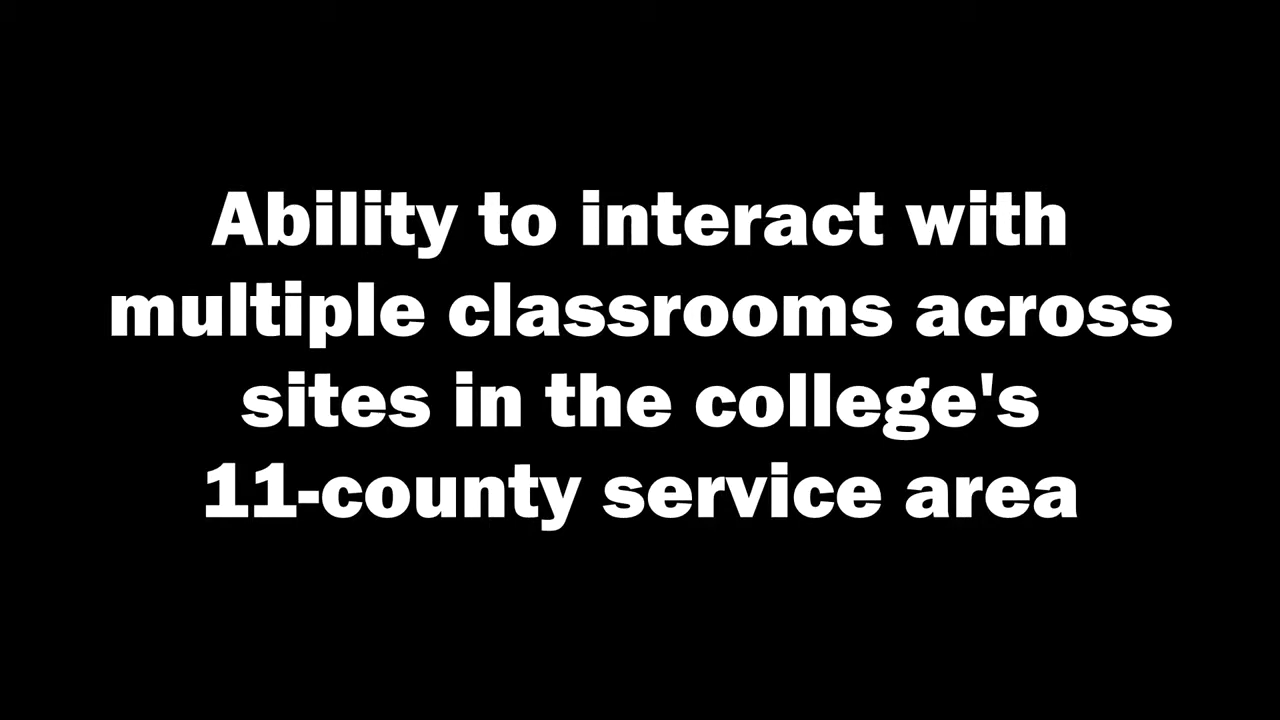 Ability to interact with
multiple classrooms across
sites in the college's
11-county service area